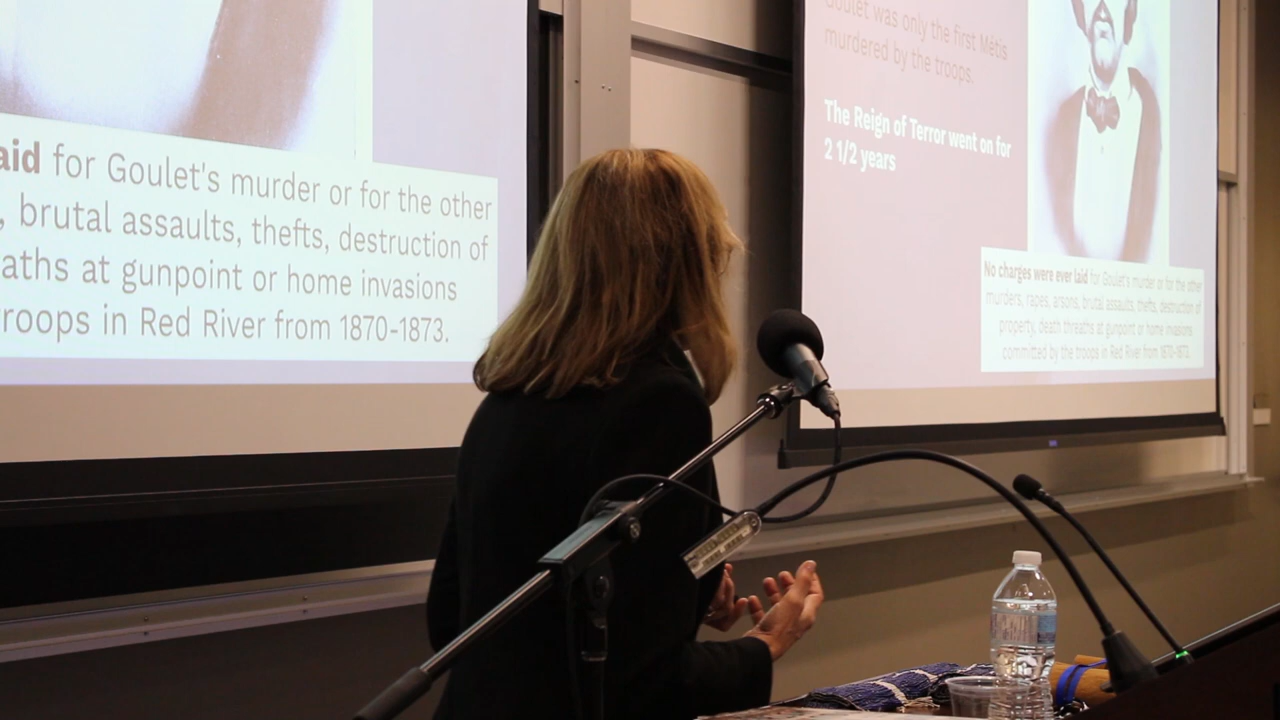 aid for Goulet's murder or for the other
, brutal assaults, thefts, destruction of
aths at gunpoint or home invasions
roops in Red River from 1870-1873.
Goulet was only the first Métis
murdered by the troops.
The Reign of Terror went on for
2 1/2 years
No charges were ever laid for Goulet's murder or for the other
murders, rapes, arsons, brutal assaults, thefts, destruction of
property, death threaths at gunpoint or home invasions
committed by the troops in Red River from 1870-1873.